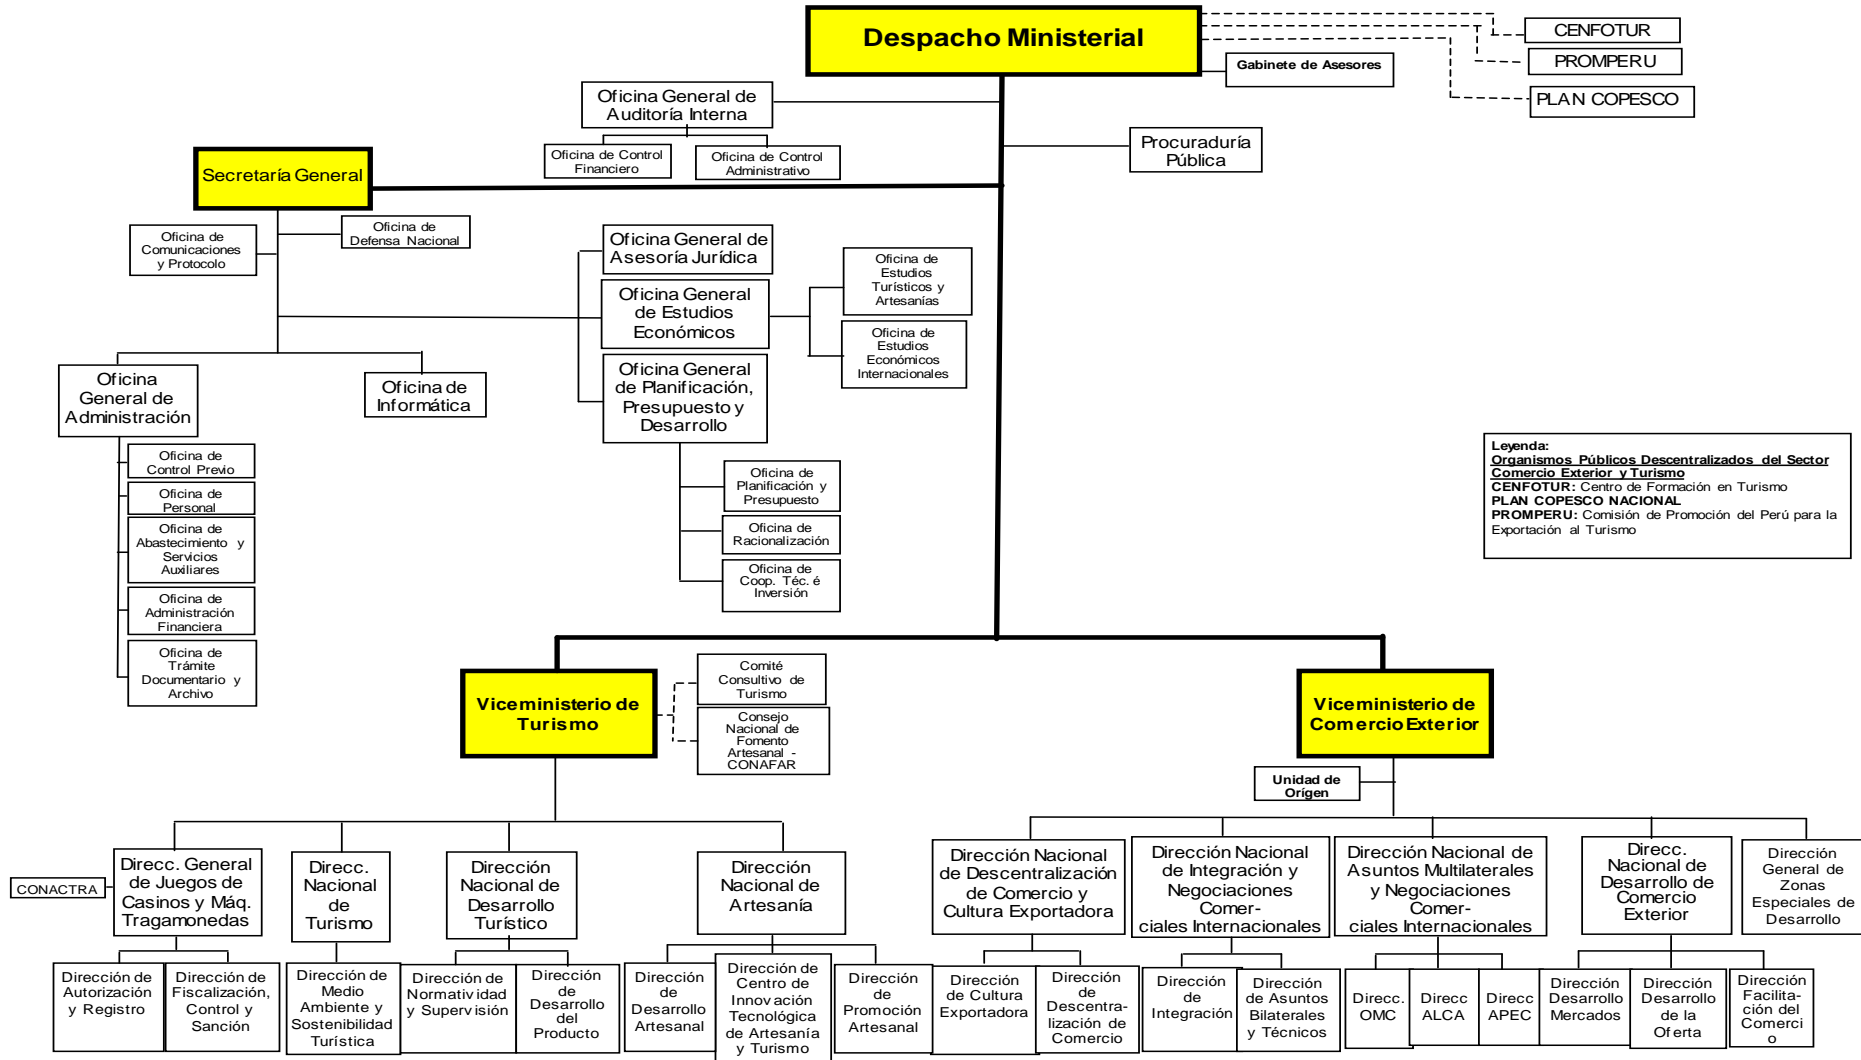 Despacho Ministerial
CENFOTUR
PROMPERU
PLAN COPESCO
Gabinete de Asesores
Oficina General de
Auditoría Interna
Oficina de Control
Financiero
Oficina de Control
Administrativo
Procuraduría
Pública
Secretaría General
Oficina de
Comunicaciones
y Protocolo
Oficina de
Defensa Nacional
Oficina General de
Asesoría Jurídica
Oficina General
de Estudios
Económicos
Oficina de
Estudios
Turísticos y
Artesanías
Oficina de
Estudios
Económicos
Internacionales
Oficina General
de Planificación,
Presupuesto y
Desarrollo
Oficina
General de
Administración
Oficina de
Informática
Oficina de
Control Previo
Oficina de
Personal
Oficina de
Abastecimiento y
Servicios
Auxiliares
Oficina de
Administración
Financiera
Oficina de
Trámite
Documentario y
Archivo
Oficina de
Planificación y
Presupuesto
Oficina de
Racionalización
Oficina de
Coop. Téc. é
Inversión
Leyenda:
Organismos Públicos Descentralizados del Sector
Comercio Exterior y Turismo
CENFOTUR: Centro de Formación en Turismo
PLAN COPESCO NACIONAL
PROMPERU: Comisión de Promoción del Perú para la
Exportación al Turismo
Viceministerio de
Turismo
Comité
Consultivo de
Turismo
Consejo
Nacional de
Fomento
Artesanal -
CONAFAR
Viceministerio de
Comercio Exterior
Unidad de
Orígen
CONACTRA
Direcc. General
de Juegos de
Casinos y Máq.
Tragamonedas
Direcc.
Nacional
de
Turismo
Dirección
Nacional de
Desarrollo
Turístico
Dirección
Nacional de
Artesanía
Dirección Nacional
de Descentralización
de Comercio y
Cultura Exportadora
Dirección Nacional
de Integración y
Negociaciones
Comer-
ciales Internacionales
Dirección Nacional de
Asuntos Multilaterales
y Negociaciones
Comer-
ciales Internacionales
Direcc.
Nacional de
Desarrollo de
Comercio
Exterior
Dirección
General de
Zonas
Especiales de
Desarrollo
Dirección de
Autorización
y Registro
Dirección de
Fiscalización,
Control y
Sanción
Dirección de
Medio
Ambiente y
Sostenibilidad
Turística
Dirección de
Normatividad
y Supervisión
Dirección
de
Desarrollo
del
Producto
Dirección
de
Desarrollo
Artesanal
Dirección de
Centro de
Innovación
Tecnológica
de Artesanía
y Turismo
Dirección
de
Promoción
Artesanal
Dirección
de Cultura
Exportadora
Dirección
de
Descentra-
lización de
Comercio
Dirección
de
Integración
Dirección
de Asuntos
Bilaterales
y Técnicos
Direcc.
OMC
Direcc
ALCA
Direcc
APEC
Dirección
Desarrollo
Mercados
Dirección
Desarrollo
de la
Oferta
Dirección
Facilita-
ción del
Comerci
o